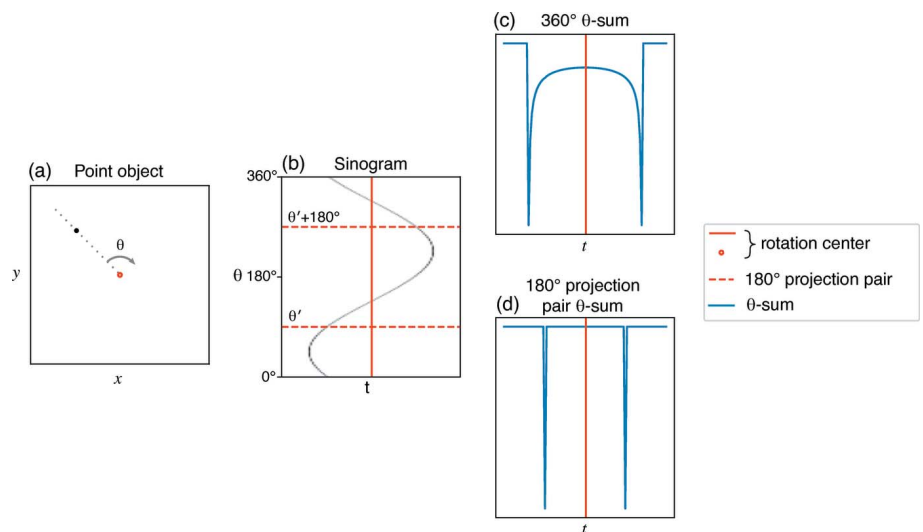 (a) Point object
θ
y
x
(b) Sinogram
360°
θ′+180°
θ 180°
θ′
0°
t
(c) 360° θ-sum
t
180° projection
(d) pair θ-sum
t
rotation center
180° projection pair
θ-sum